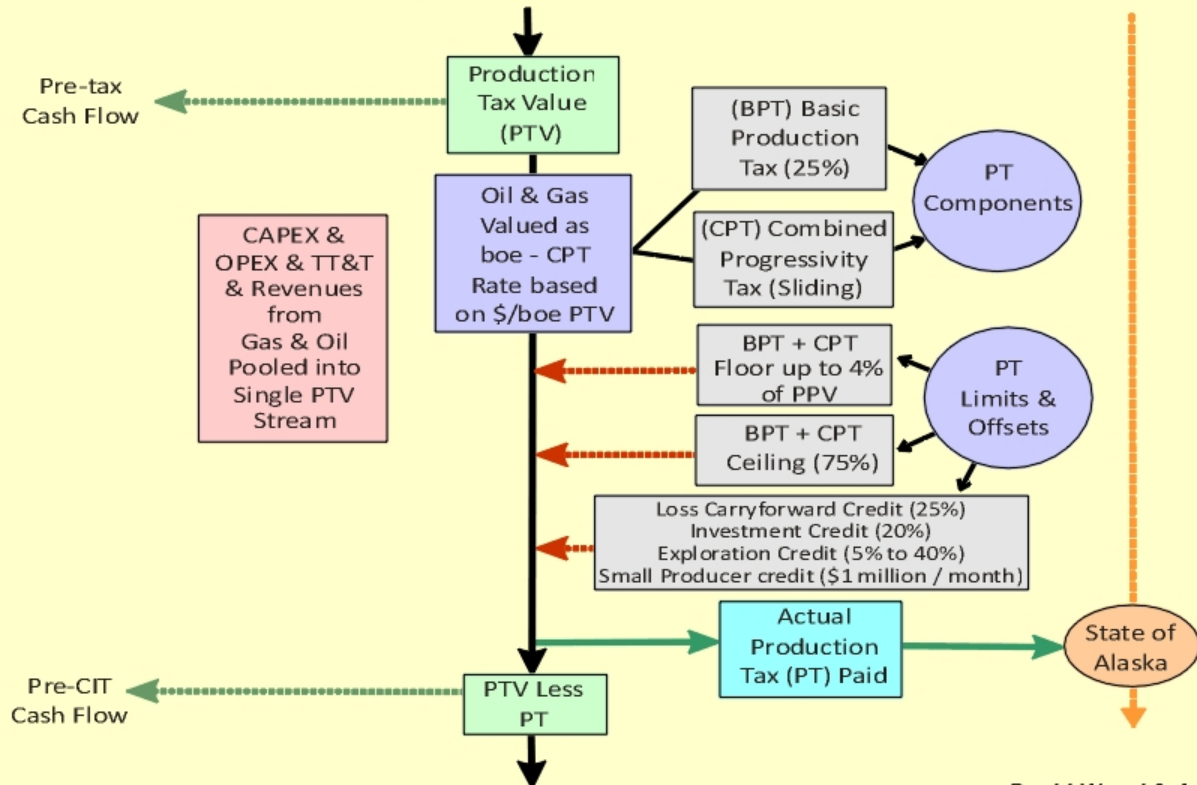 Production
Tax Value
(PTV)
Pre-tax
Cash Flow
(BPT) Basic
Production
Tax (25%)
PT
Components
Oil & Gas
Valued as
boe - CPT
Rate based
on $/boe PTV
(CPT) Combined
Progressivity
Tax (Sliding)
CAPEX &
OPEX & TT&T
& Revenues
from
Gas & Oil
Pooled into
Single PTV
Stream
BPT + CPT
Floor up to 4%
of PPV
PT
Limits &
Offsets
BPT + CPT
Ceiling (75%)
Loss Carryforward Credit (25%)
Investment Credit (20%)
Exploration Credit (5% to 40%)
Small Producer credit ($1 million / month)
Actual
Production
Tax (PT) Paid
State of
Alaska
Pre-CIT
Cash Flow
PTV Less
PT